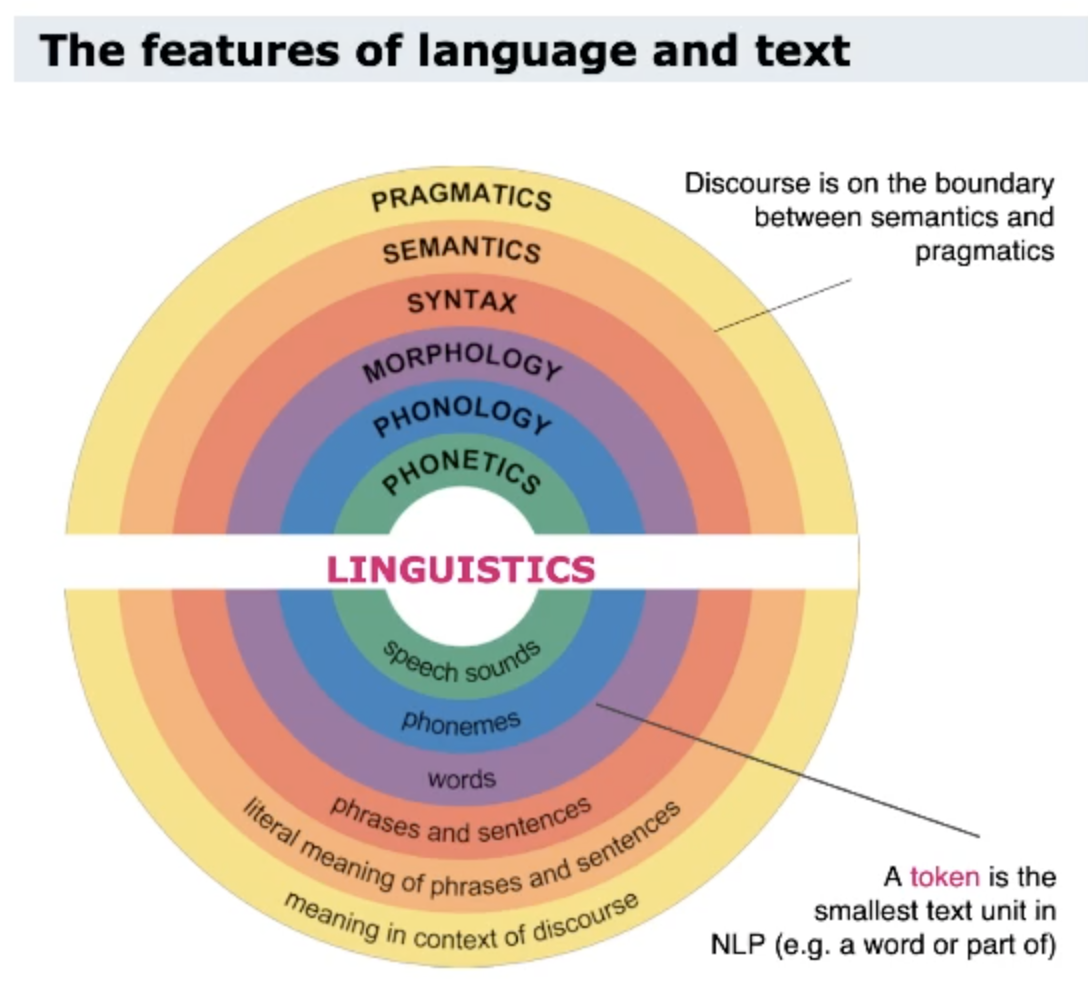 The features of language and text
Discourse is on the boundary
between semantics and
pragmatics
PRAGMATICS
SEMANTICS
SYNTAX
MORPHOLOGY
PHONOLOGY
PHONETICS
LINGUISTICS
speech sounds
phonemes
words
phrases and sentences
literal meaning of phrases and sentences
meaning in context of discourse
A token is the
smallest text unit in
NLP (e.g. a word or part of)